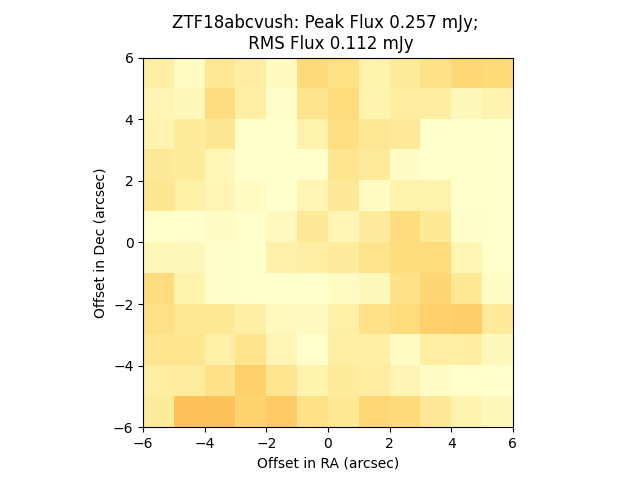 ZTF18abcvush: Peak Flux 0.257 mJy;
RMS Flux 0.112 mJy
6
4
2
0
−2
−4
−6
Offset in Dec (arcsec)
−6 −4 −2 0 2 4 6
Offset in RA (arcsec)